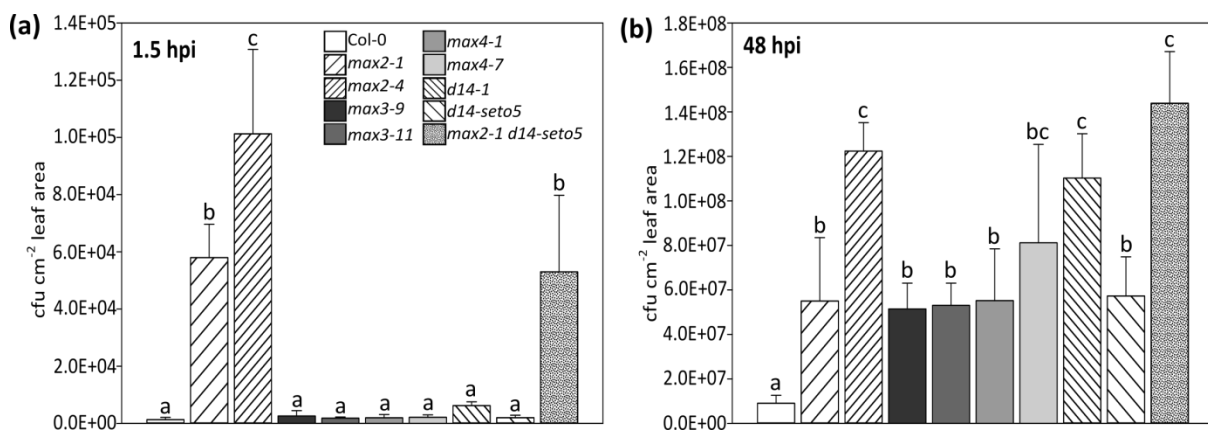 (a)
1.5 hpi
cfu cm-2 leaf area
1.4E+05
1.2E+05
1.0E+05
8.0E+04
6.0E+04
4.0E+04
2.0E+04
0.0E+00
Col-0
max2-1
max2-4
max3-9
max3-11
max4-1
max4-7
d14-1
d14-seto5
max2-1 d14-seto5
a b c a a a a a a b
(b)
48 hpi
cfu cm-2 leaf area
1.8E+08
1.6E+08
1.4E+08
1.2E+08
1.0E+08
8.0E+07
6.0E+07
4.0E+07
2.0E+07
0.0E+00
a b c b b b bc c b c